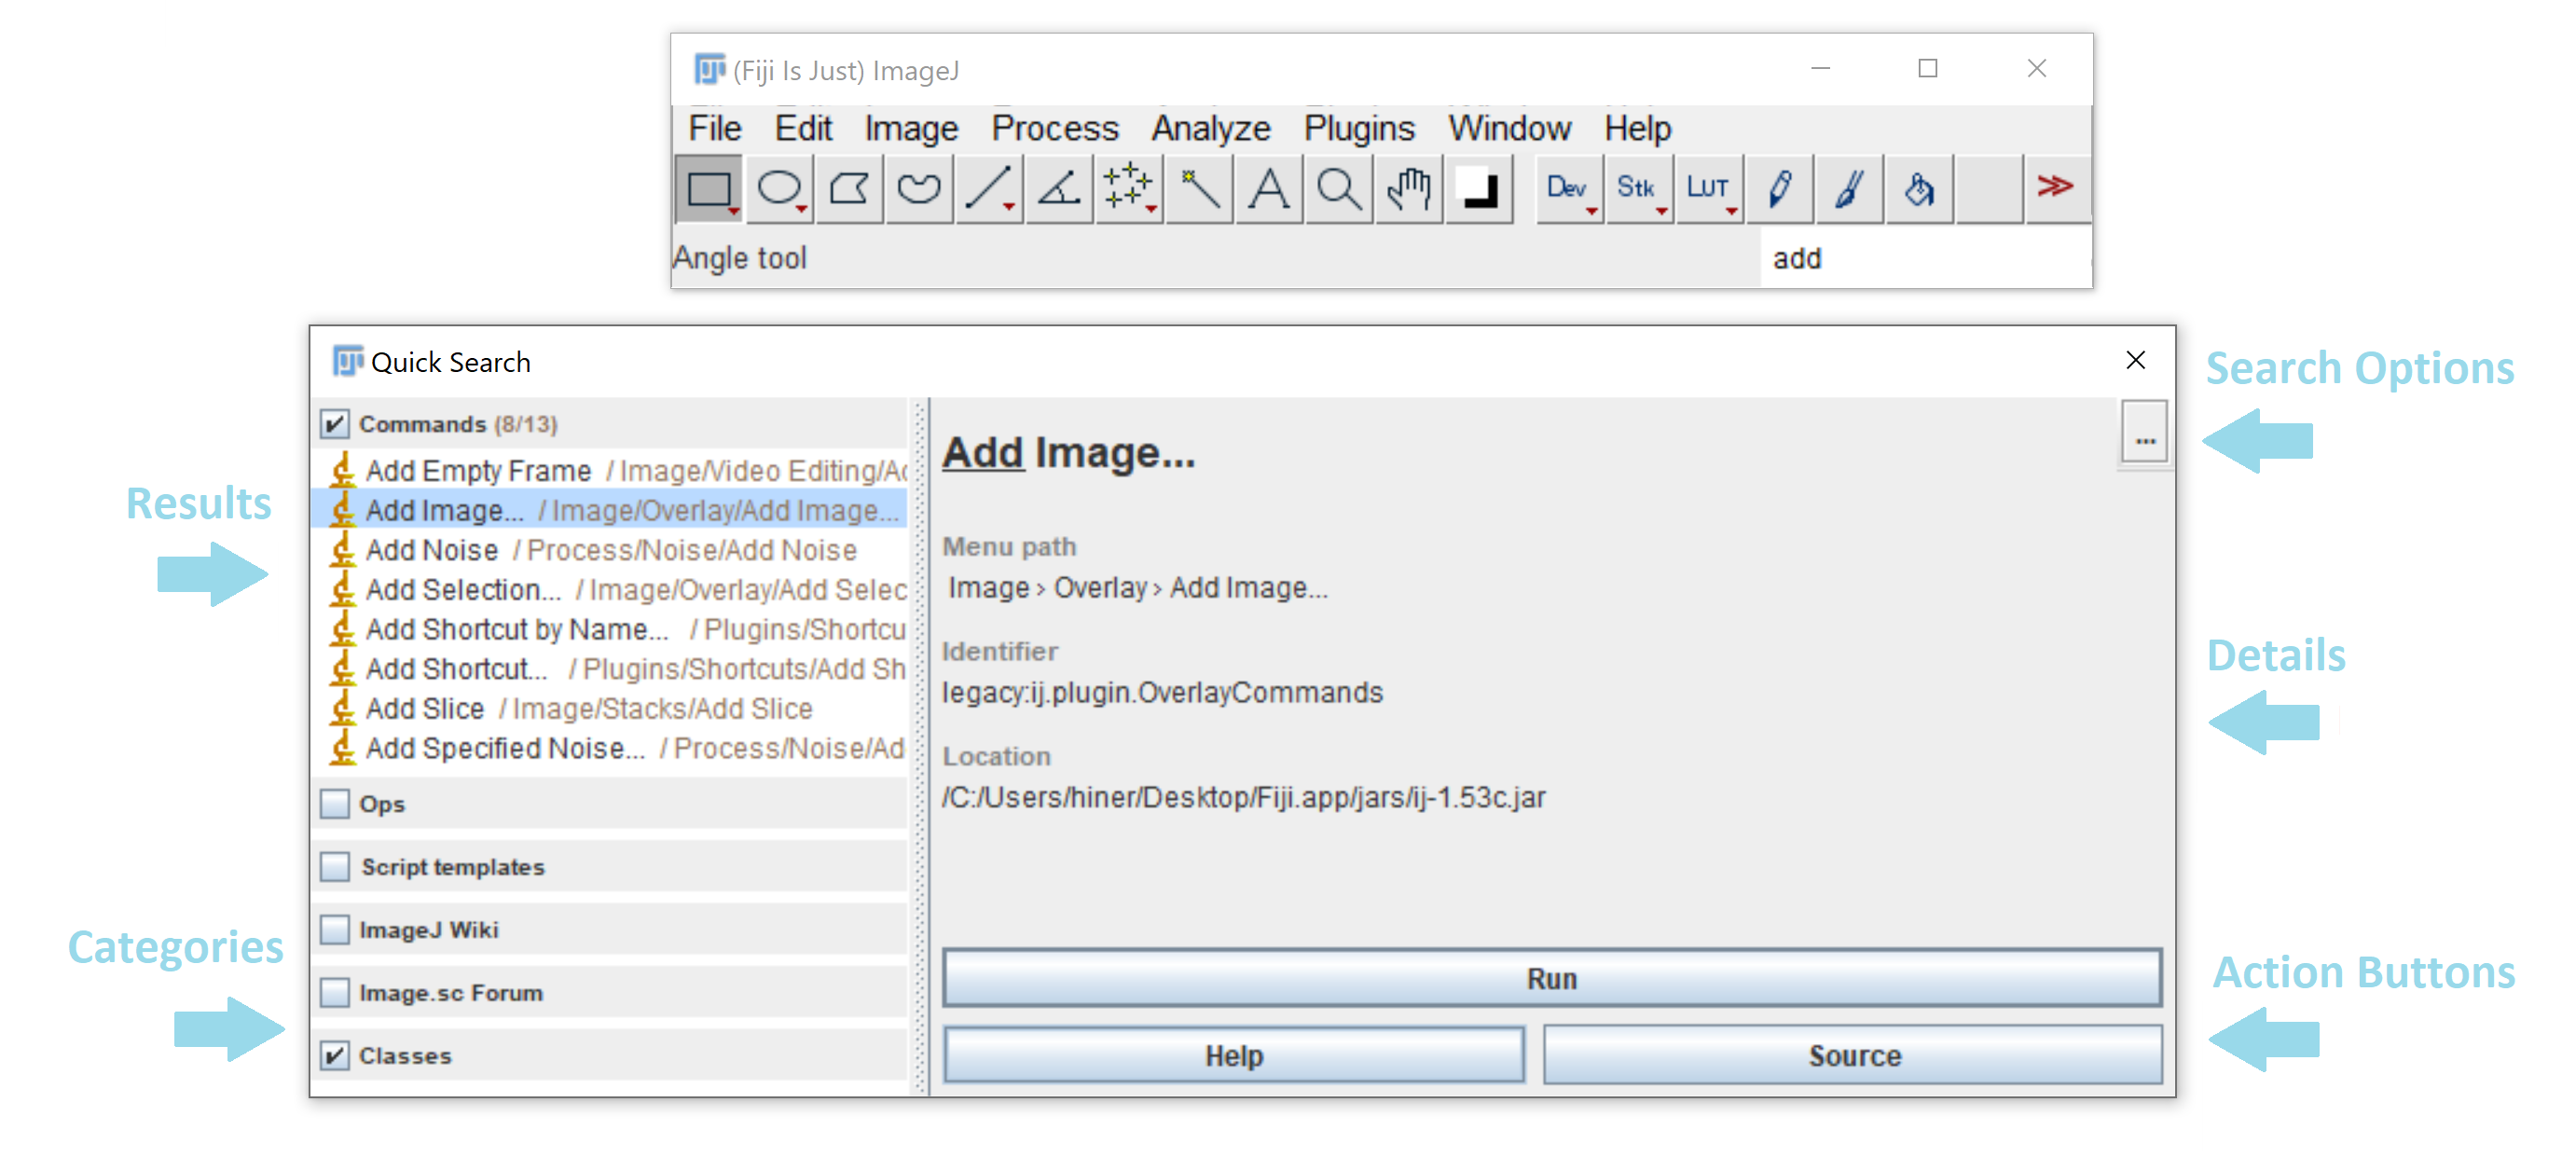 (Fiji Is Just) ImageJ
File Edit Image Process Analyze Plugins Window Help
Dev Stk LUT
Angle tool
add
Quick Search
Search Options
Commands (8/13)
Add Empty Frame / Image/Video Editing/Ac
Add Image... / Image/Overlay/Add Image...
Add Noise / Process/Noise/Add Noise
Add Selection... / Image/Overlay/Add Selec
Add Shortcut by Name... / Plugins/Shortcu
Add Shortcut... / Plugins/Shortcuts/Add Sh
Add Slice / Image/Stacks/Add Slice
Add Specified Noise... / Process/Noise/Ad
Results
Ops
Script templates
ImageJ Wiki
Image.sc Forum
Classes
Categories
...
Add Image...
Menu path
Image > Overlay > Add Image...
Identifier
legacy:ij.plugin.OverlayCommands
Location
/C:/Users/hiner/Desktop/Fiji.app/jars/ij-1.53c.jar
Details
Run
Help Source
Action Buttons